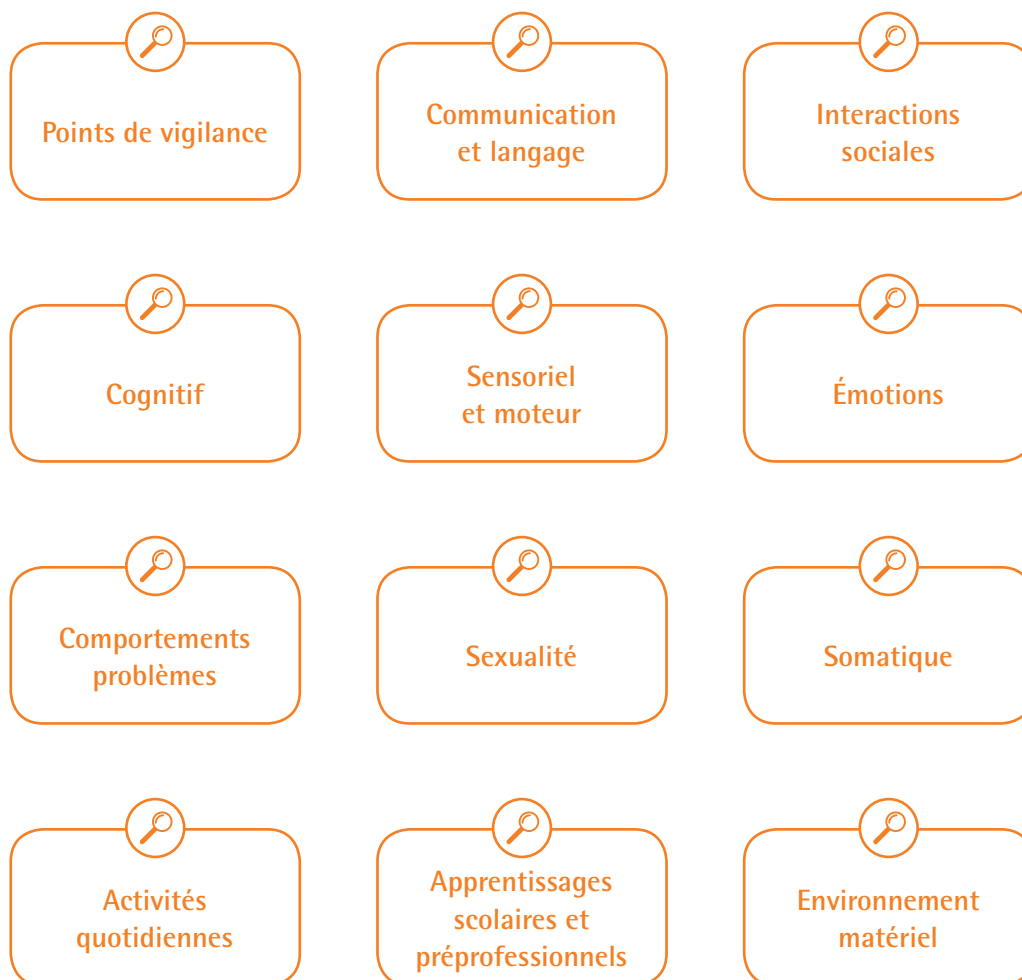 Points de vigilance
Communication
et langage
Interactions
sociales
Cognitif
Sensoriel
et moteur
Émotions
Comportements
problèmes
Sexualité
Somatique
Activités
quotidiennes
Apprentissages
scolaires et
préprofessionnels
Environnement
matériel